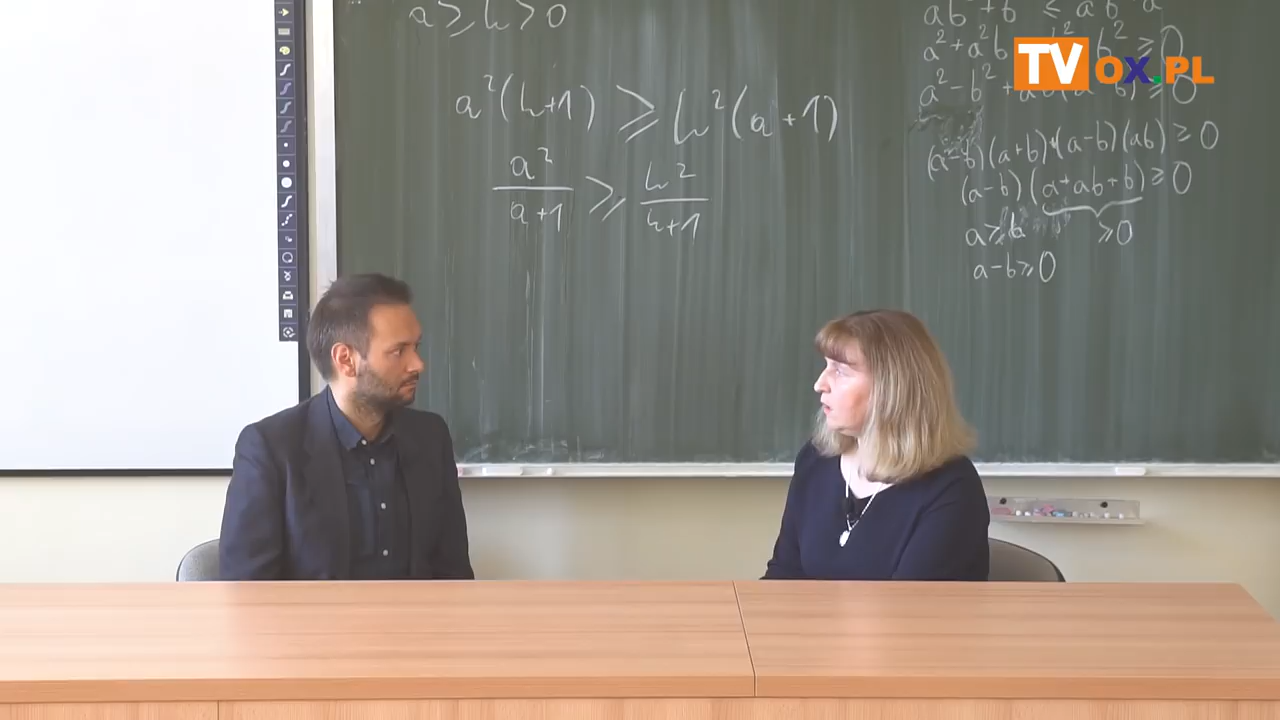 a ≥ b > 0
a²(b+1) ≥ b²(a+1)
a²/(a+1) ≥ b²/(b+1)
TVOX.PL
(a-b)(a+b)+(a-b)(ab) ≥ 0
(a-b)(a+ab+b) ≥ 0
a ≥ b ≥ 0
a-b ≥ 0